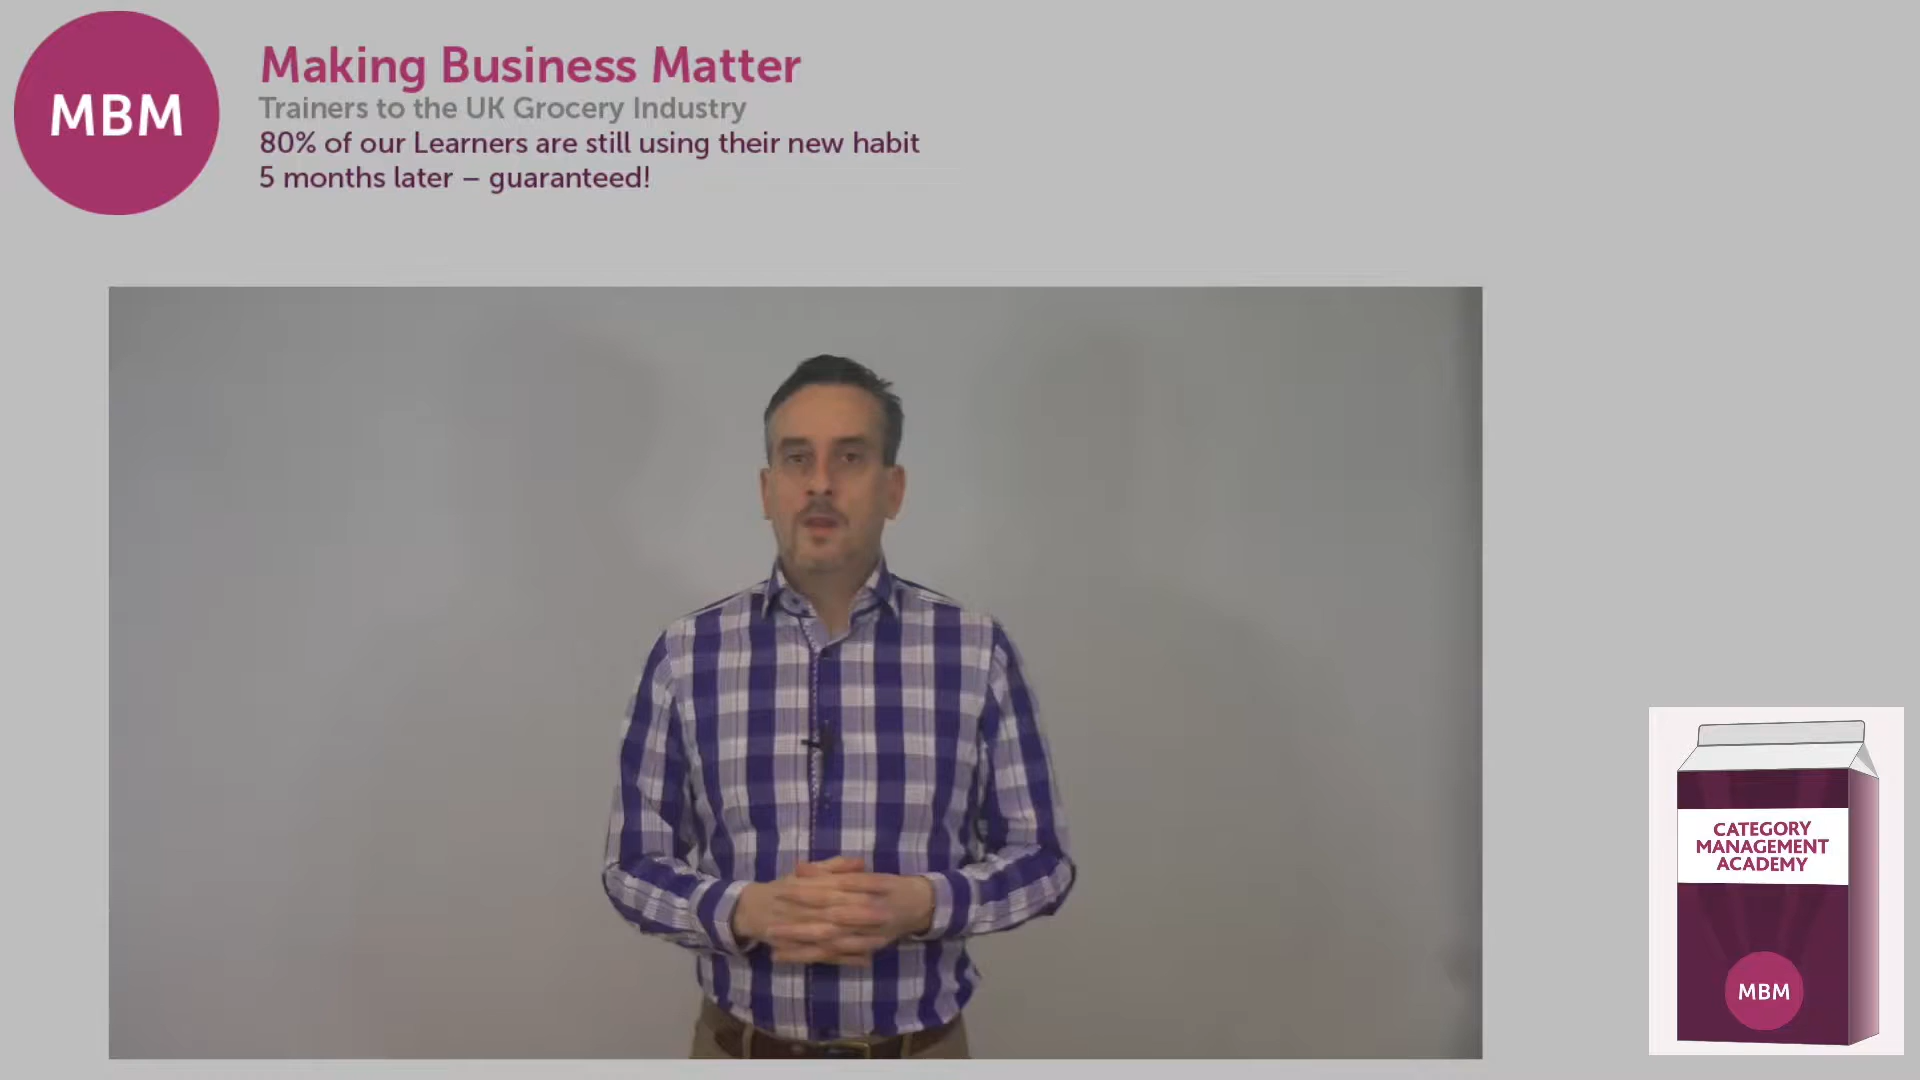 MBM
Making Business Matter
Trainers to the UK Grocery Industry
80% of our Learners are still using their new habit
5 months later – guaranteed!
CATEGORY
MANAGEMENT
ACADEMY
MBM